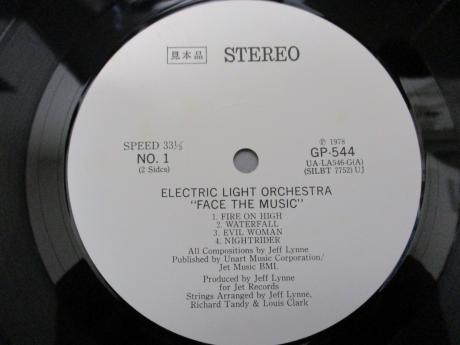 見本品 STEREO
SPEED 33⅓
NO. 1
(2 Sides)
Ⓟ 1978
GP-544
UA-LA546-G(A)
(SILBT 7752) UJ
ELECTRIC LIGHT ORCHESTRA
"FACE THE MUSIC"
1. FIRE ON HIGH
2. WATERFALL
3. EVIL WOMAN
4. NIGHTRIDER
All Compositions by Jeff Lynne
Published by Unart Music Corporation/
Jet Music BMI.
Produced by Jeff Lynne
for Jet Records
Strings Arranged by Jeff Lynne,
Richard Tandy & Louis Clark